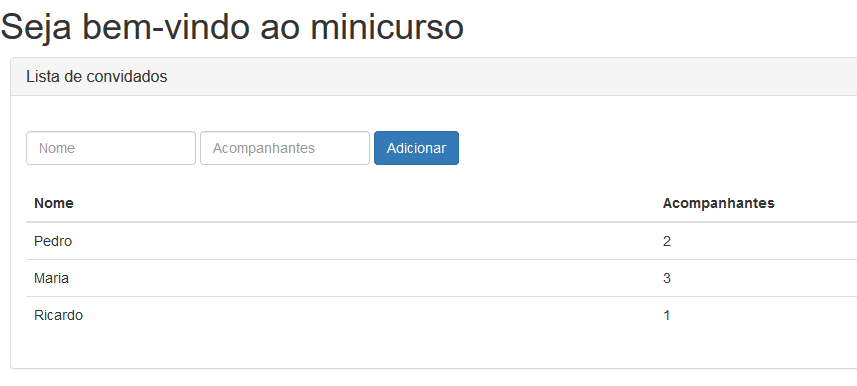 Seja bem-vindo ao minicurso
Lista de convidados
Nome Acompanhantes Adicionar
Nome Acompanhantes
Pedro 2
Maria 3
Ricardo 1